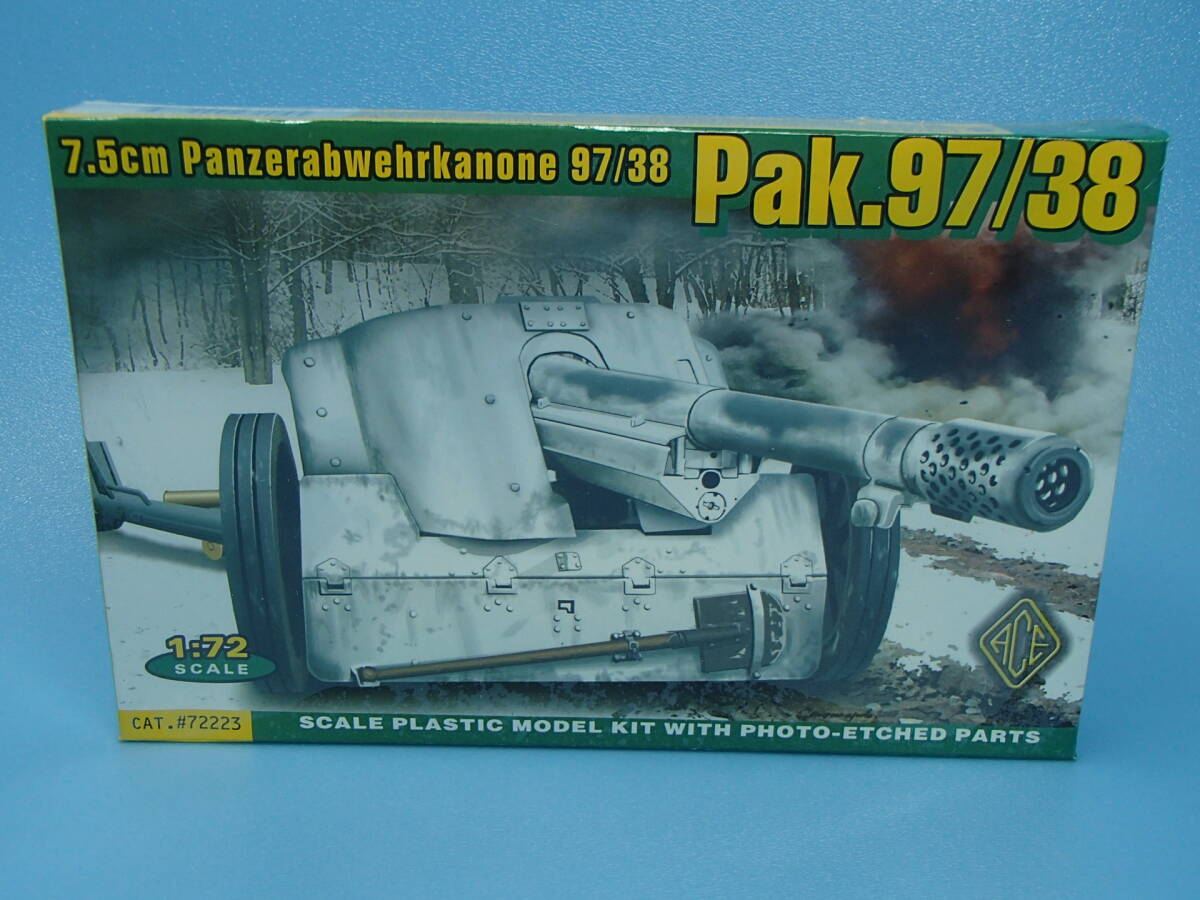 7.5cm Panzerabwehrkanone 97/38
Pak.97/38
1:72
SCALE
ACE
CAT.#72223
SCALE PLASTIC MODEL KIT WITH PHOTO-ETCHED PARTS